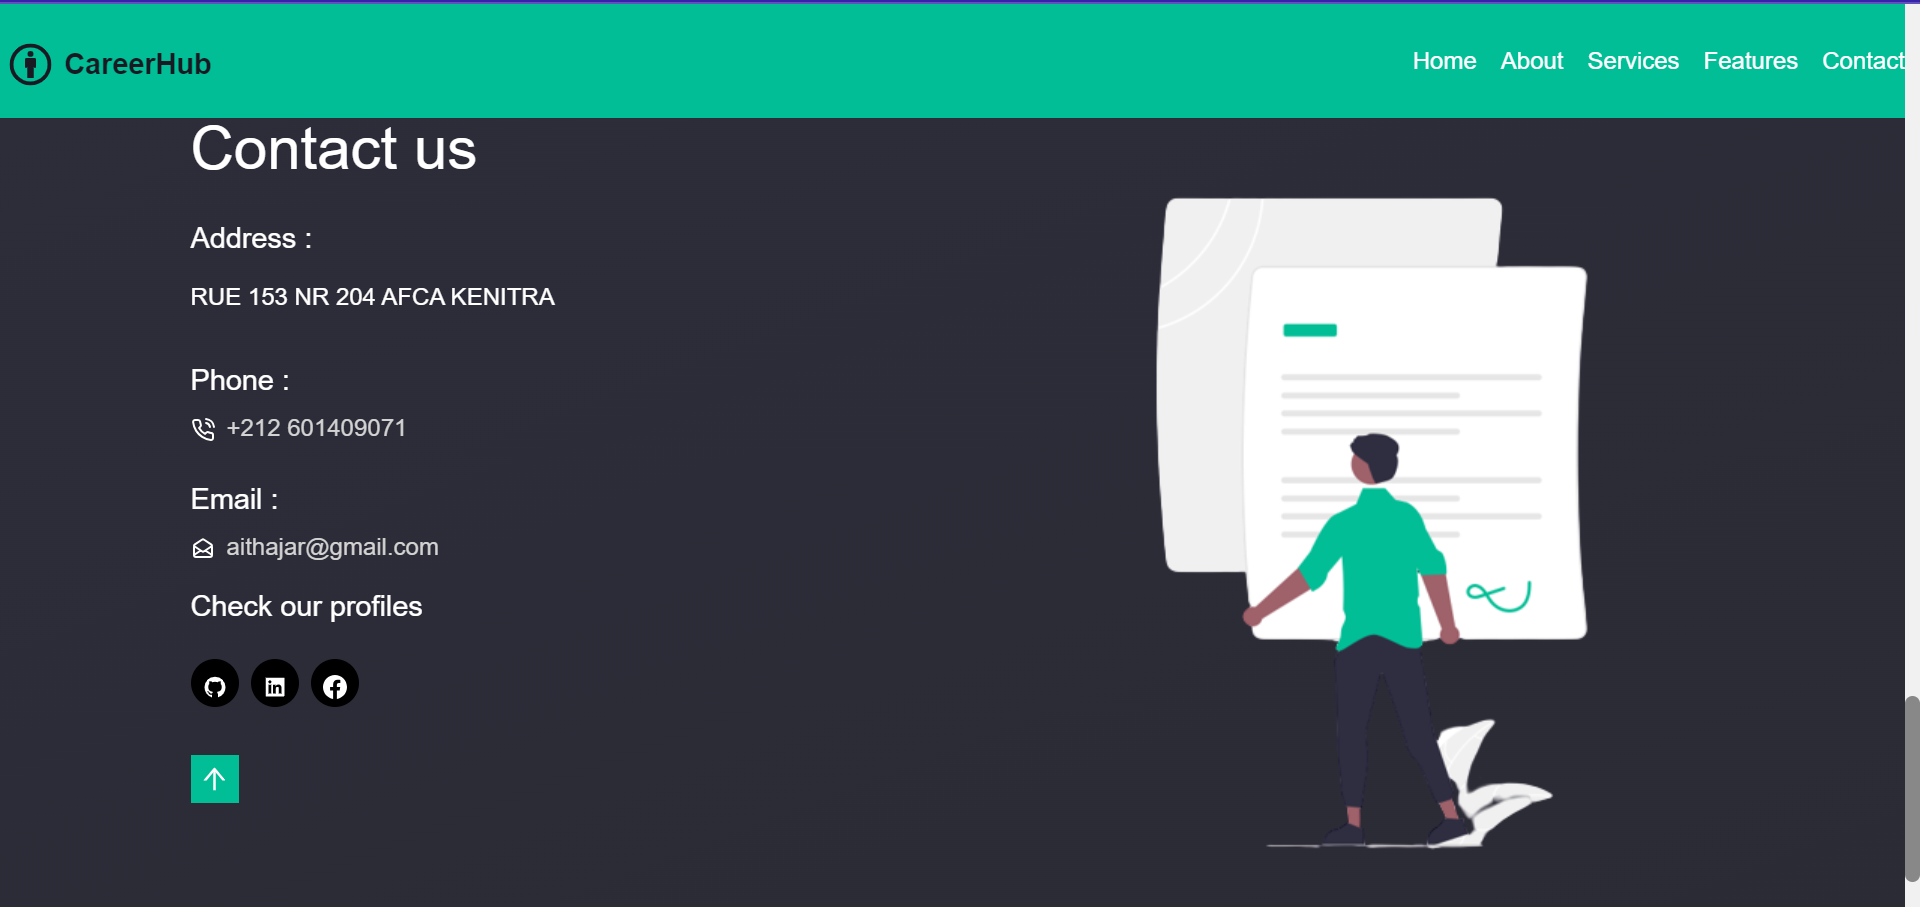 CareerHub
Home About Services Features Contact
Contact us
Address :
RUE 153 NR 204 AFCA KENITRA
Phone :
+212 601409071
Email :
aithajar@gmail.com
Check our profiles
in